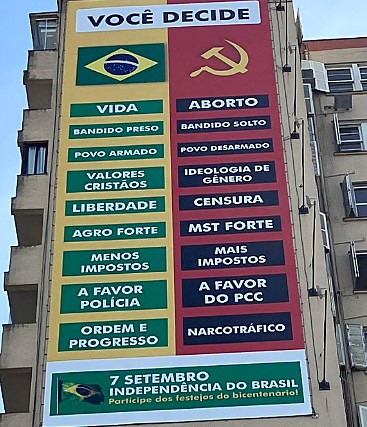 VOCÊ DECIDE
VIDA
ABORTO
BANDIDO PRESO
BANDIDO SOLTO
POVO ARMADO
POVO DESARMADO
VALORES
CRISTÃOS
IDEOLOGIA DE
GÊNERO
LIBERDADE
CENSURA
AGRO FORTE
MST FORTE
MENOS
IMPOSTOS
MAIS
IMPOSTOS
A FAVOR
POLÍCIA
A FAVOR
DO PCC
ORDEM E
PROGRESSO
NARCOTRÁFICO
7 SETEMBRO
INDEPENDÊNCIA DO BRASIL
Participe dos festejos do bicentenário!